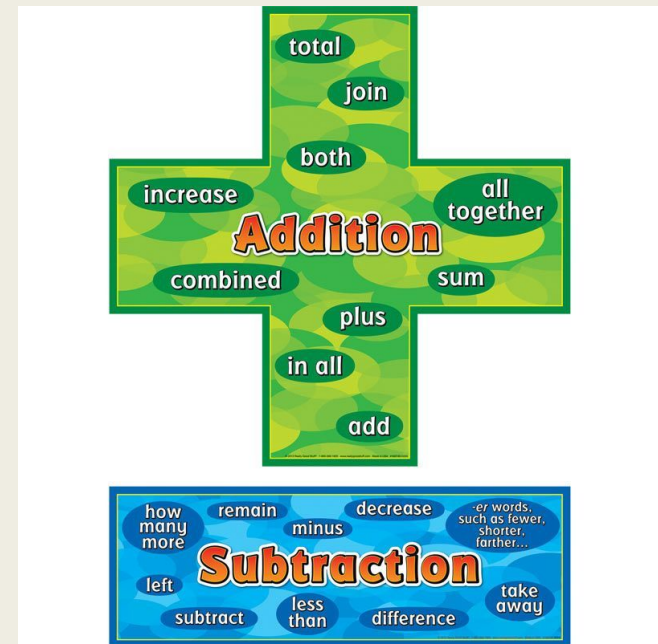 total
join
both
increase
all
together
Addition
combined
sum
plus
in all
add
how
many
more
remain
minus
decrease
-er words,
such as fewer,
shorter,
farther...
Subtraction
left
subtract
less
than
difference
take
away